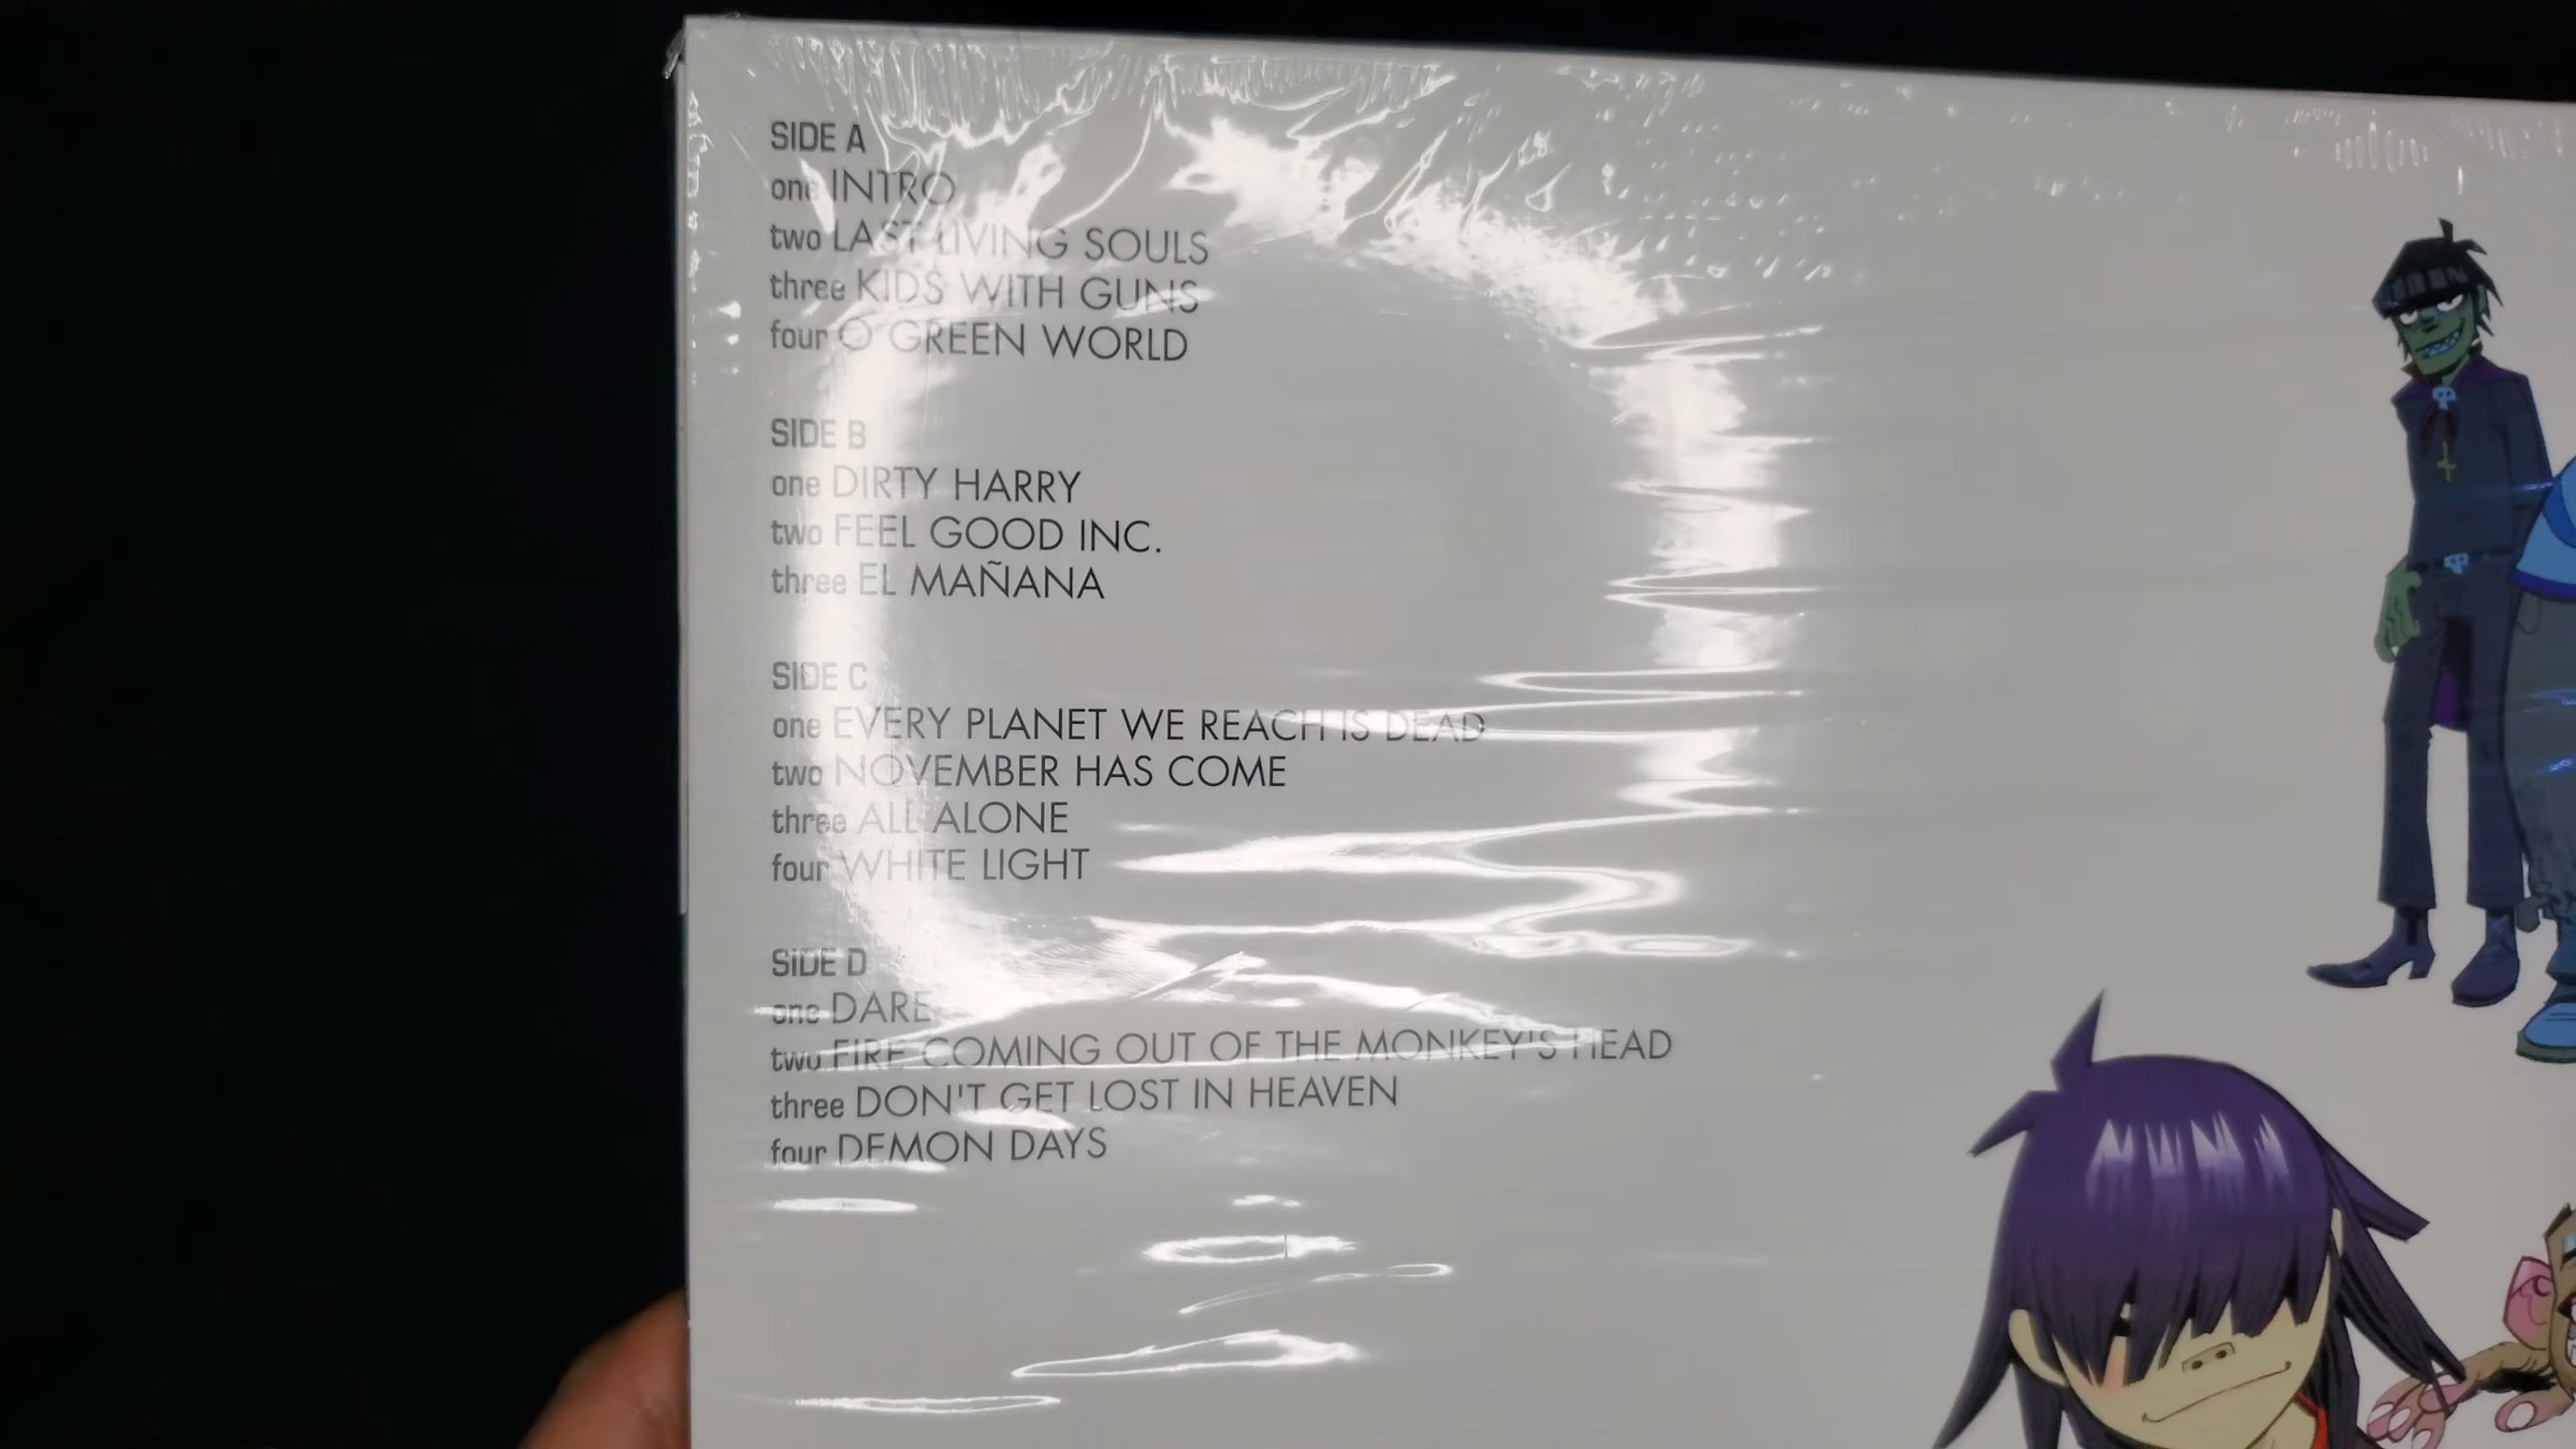 SIDE A
one INTRO
two LAST LIVING SOULS
three KIDS WITH GUNS
four O GREEN WORLD
SIDE B
one DIRTY HARRY
two FEEL GOOD INC.
three EL MAÑANA
SIDE C
one EVERY PLANET WE REACH IS DEAD
two NOVEMBER HAS COME
three ALL ALONE
four WHITE LIGHT
SIDE D
one DARE
two FIRE COMING OUT OF THE MONKEY'S HEAD
three DON'T GET LOST IN HEAVEN
four DEMON DAYS